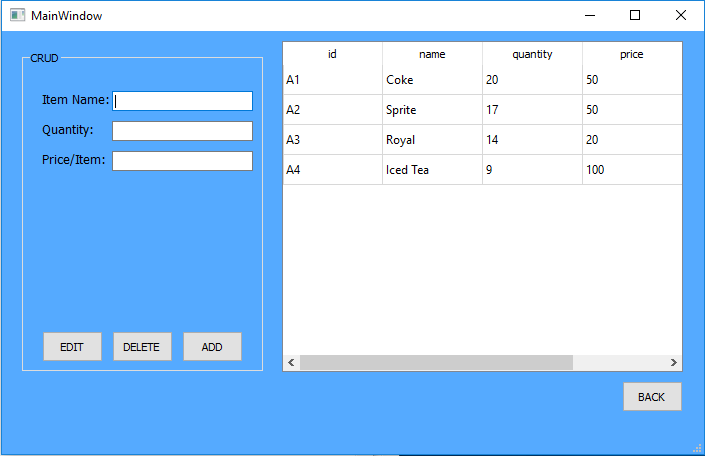 MainWindow
CRUD
Item Name:
Quantity:
Price/Item:
EDIT DELETE ADD
id name quantity price
A1 Coke 20 50
A2 Sprite 17 50
A3 Royal 14 20
A4 Iced Tea 9 100
BACK